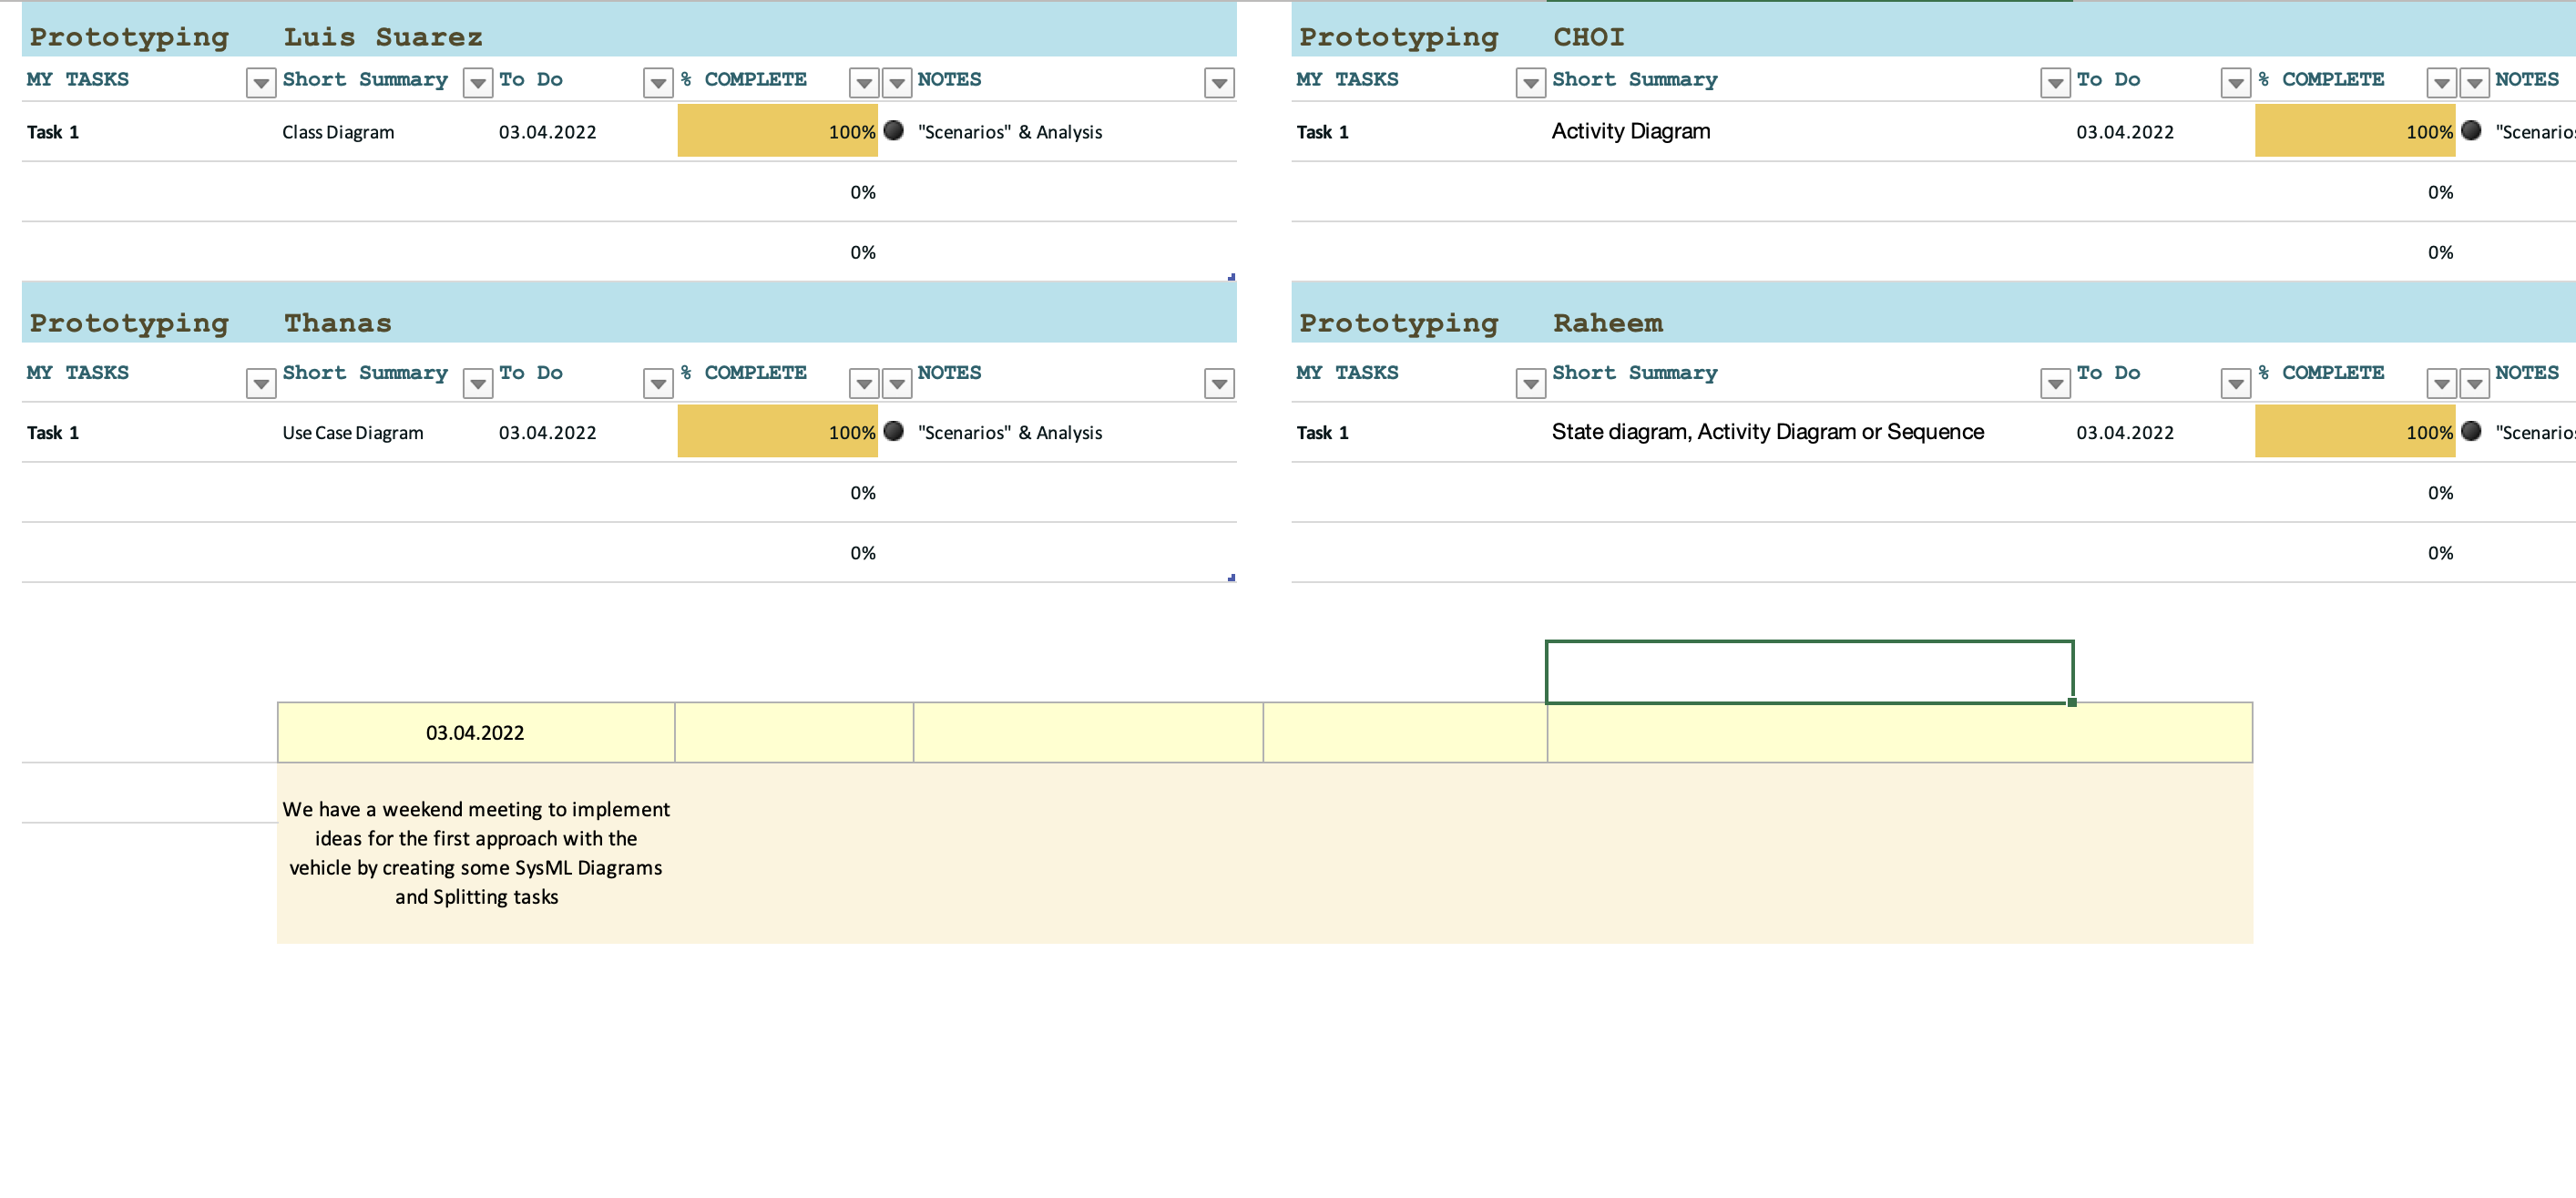 Prototyping Luis Suarez
MY TASKS Short Summary To Do % COMPLETE NOTES
Task 1 Class Diagram 03.04.2022 100% "Scenarios" & Analysis
0%
0%
Prototyping CHOI
MY TASKS Short Summary To Do % COMPLETE NOTES
Task 1 Activity Diagram 03.04.2022 100% "Scenarios
0%
0%
Prototyping Thanas
MY TASKS Short Summary To Do % COMPLETE NOTES
Task 1 Use Case Diagram 03.04.2022 100% "Scenarios" & Analysis
0%
0%
Prototyping Raheem
MY TASKS Short Summary To Do % COMPLETE NOTES
Task 1 State diagram, Activity Diagram or Sequence 03.04.2022 100% "Scenarios
0%
0%
03.04.2022
We have a weekend meeting to implement
ideas for the first approach with the
vehicle by creating some SysML Diagrams
and Splitting tasks